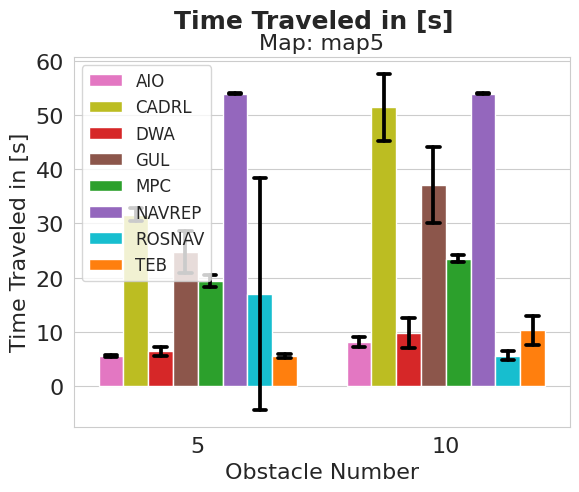 Time Traveled in [s]
Map: map5
Time Traveled in [s]
60
50
40
30
20
10
0
AIO
CADRL
DWA
GUL
MPC
NAVREP
ROSNAV
TEB
5
10
Obstacle Number